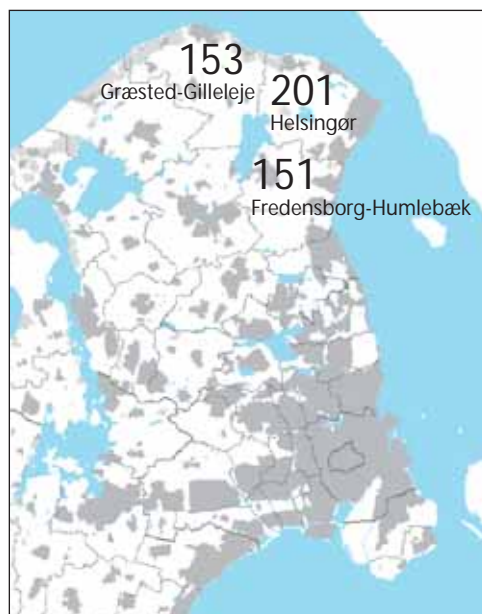 153
Græsted-Gilleleje
201
Helsingør
151
Fredensborg-Humlebæk